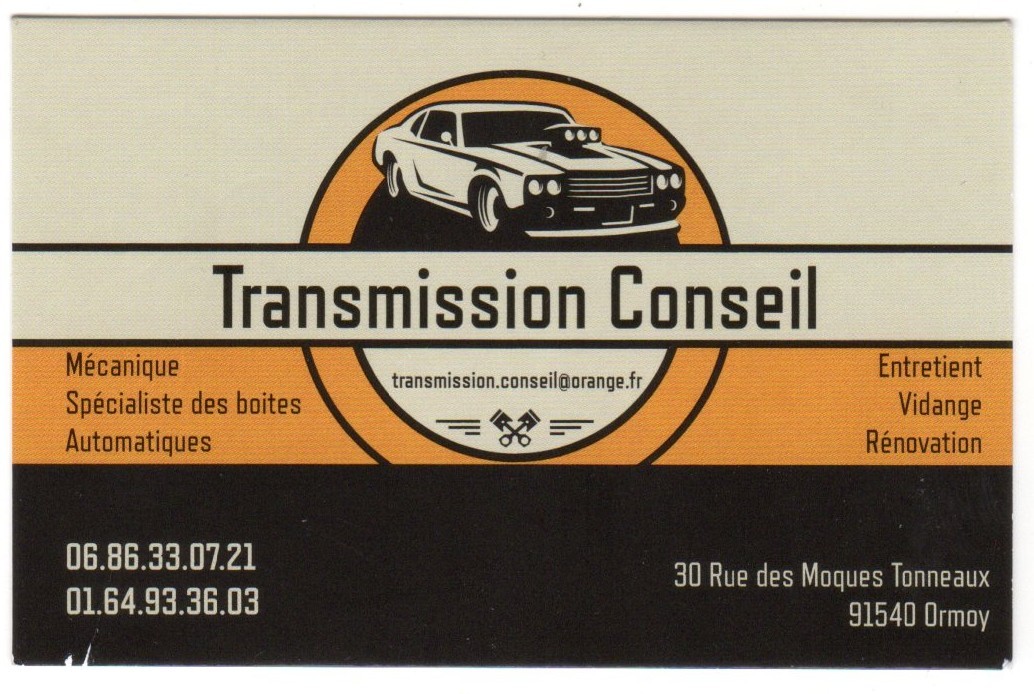 Transmission Conseil
Mécanique
Spécialiste des boites
Automatiques
transmission.conseil@orange.fr
Entretient
Vidange
Rénovation
06.86.33.07.21
01.64.93.36.03
30 Rue des Moques Tonneaux
91540 Ormoy